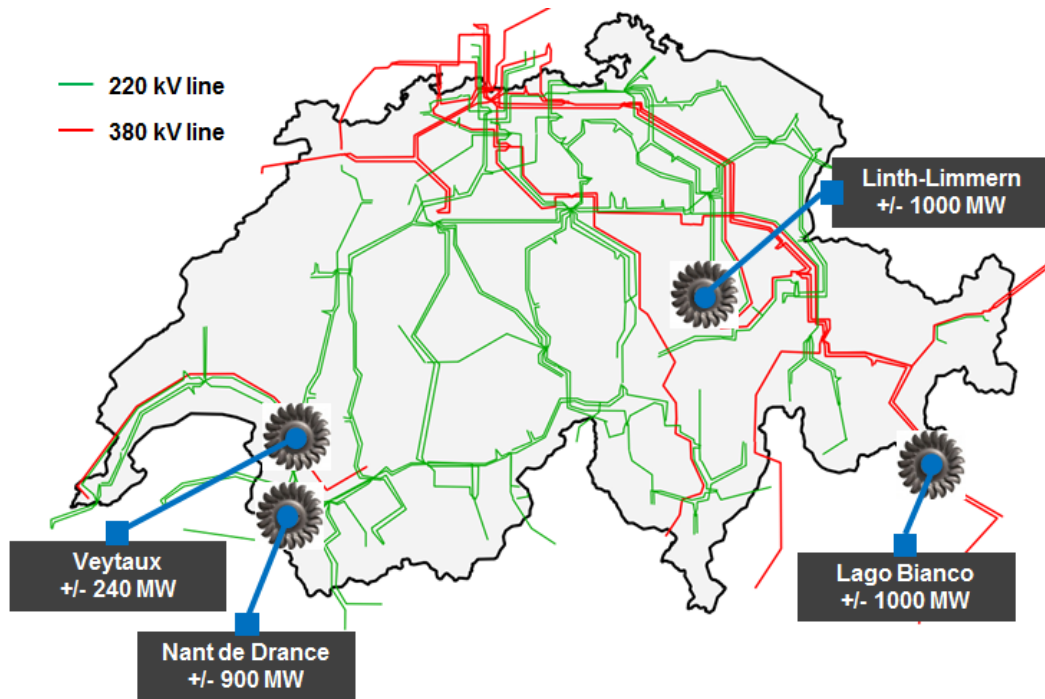 220 kV line
380 kV line
Linth-Limmern
+/- 1000 MW
Veytaux
+/- 240 MW
Lago Bianco
+/- 1000 MW
Nant de Drance
+/- 900 MW